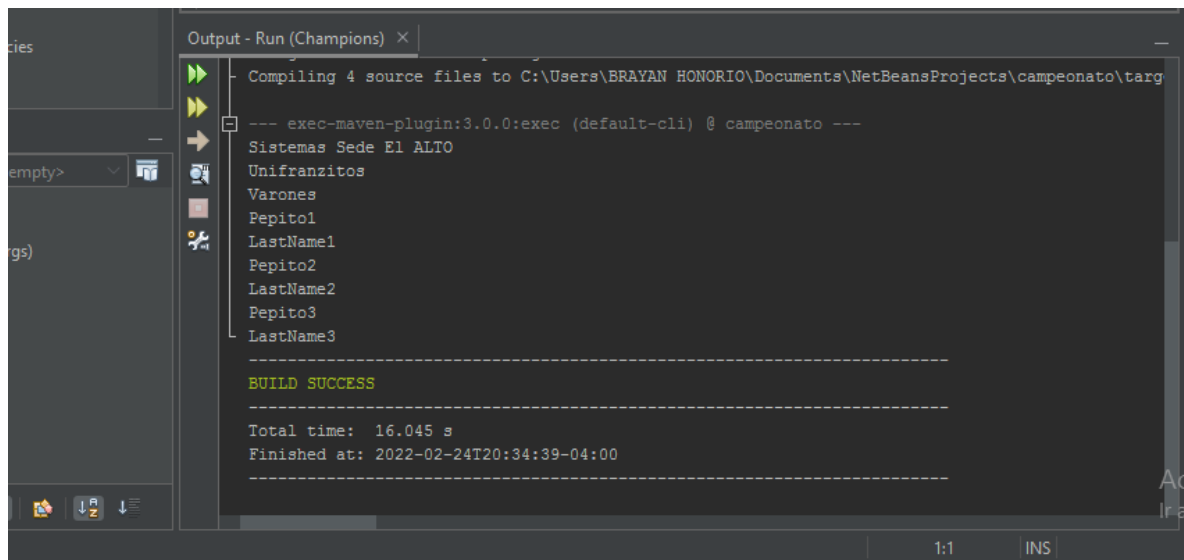 cies
Output - Run (Champions) ×
Compiling 4 source files to C:\Users\BRAYAN HONORIO\Documents\NetBeansProjects\campeonato\targ
--- exec-maven-plugin:3.0.0:exec (default-cli) @ campeonato ---
Sistemas Sede El ALTO
empty>
Unifranzitos
Varones
Pepito1
LastName1
rgs)
Pepito2
LastName2
Pepito3
LastName3
------------------------------------------------------------------------
BUILD SUCCESS
------------------------------------------------------------------------
Total time:  16.045 s
Finished at: 2022-02-24T20:34:39-04:00
------------------------------------------------------------------------
Ac
Ir a
1:1 INS